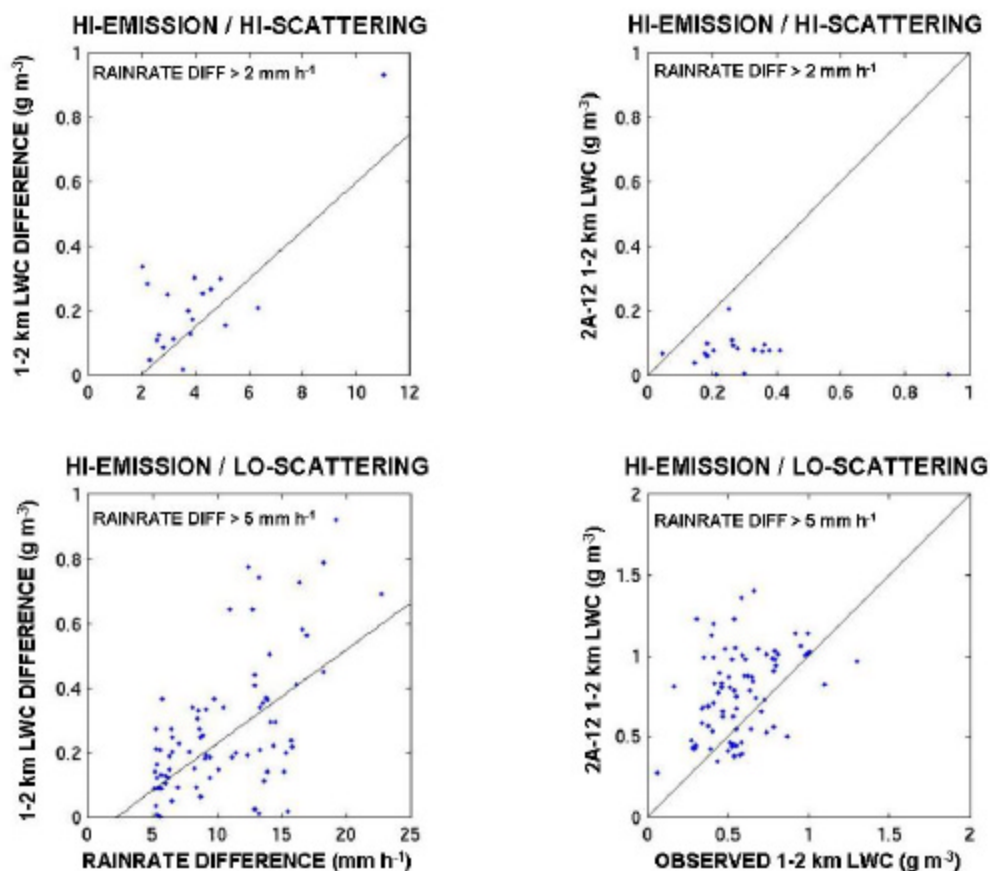 HI-EMISSION / HI-SCATTERING
RAINRATE DIFF > 2 mm h-1
1-2 km LWC DIFFERENCE (g m-3)
1
0.8
0.6
0.4
0.2
0
0 2 4 6 8 10 12
HI-EMISSION / HI-SCATTERING
RAINRATE DIFF > 2 mm h-1
2A-12 1-2 km LWC (g m-3)
1
0.8
0.6
0.4
0.2
0
0 0.2 0.4 0.6 0.8 1
HI-EMISSION / LO-SCATTERING
RAINRATE DIFF > 5 mm h-1
1-2 km LWC DIFFERENCE (g m-3)
1
0.8
0.6
0.4
0.2
0
0 5 10 15 20 25
RAINRATE DIFFERENCE (mm h-1)
HI-EMISSION / LO-SCATTERING
RAINRATE DIFF > 5 mm h-1
2A-12 1-2 km LWC (g m-3)
2
1.5
1
0.5
0
0 0.5 1 1.5 2
OBSERVED 1-2 km LWC (g m-3)